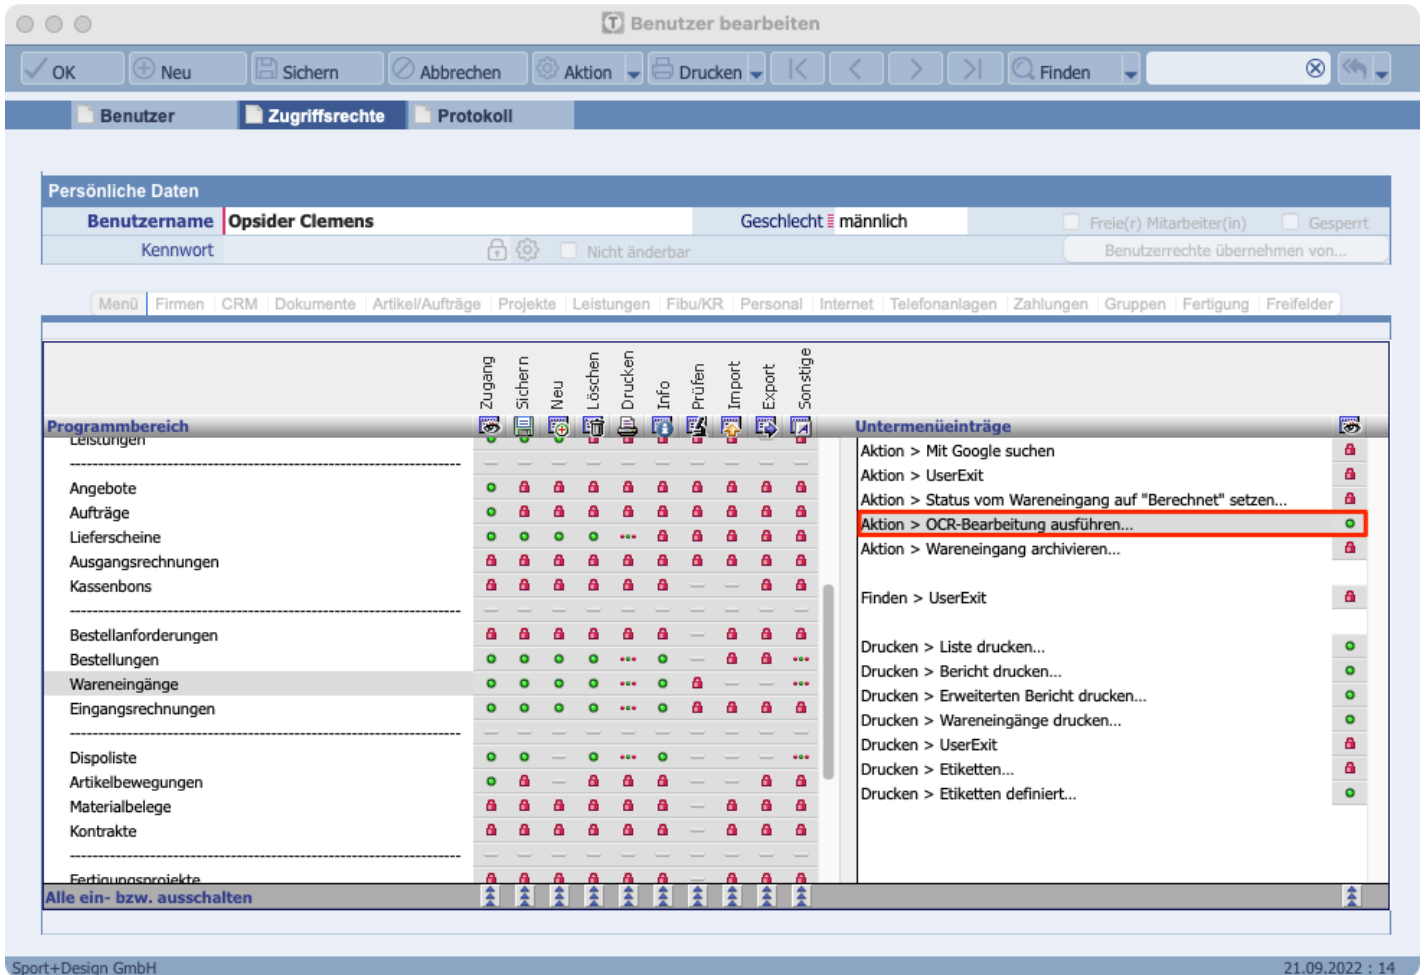 Benutzer bearbeiten
OK Neu Sichern Abbrechen Aktion Drucken Finden
Benutzer Zugriffsrechte Protokoll
Persönliche Daten
Benutzername Opsider Clemens Geschlecht männlich Freie(r) Mitarbeiter(in) Gesperrt
Kennwort Nicht änderbar Benutzerrechte übernehmen von...
Menü Firmen CRM Dokumente Artikel/Aufträge Projekte Leistungen Fibu/KR Personal Internet Telefonanlagen Zahlungen Gruppen Fertigung Freifelder
Zugang Sichern Neu Löschen Drucken Info Prüfen Import Export Sonstige
Programmbereich
Leistungen
Angebote
Aufträge
Lieferscheine
Ausgangsrechnungen
Kassenbons
Bestellanforderungen
Bestellungen
Wareneingänge
Eingangsrechnungen
Dispoliste
Artikelbewegungen
Materialbelege
Kontrakte
Fertigungsprojekte
Alle ein- bzw. ausschalten
Untermenüeinträge
Aktion > Mit Google suchen
Aktion > UserExit
Aktion > Status vom Wareneingang auf "Berechnet" setzen...
Aktion > OCR-Bearbeitung ausführen...
Aktion > Wareneingang archivieren...
Finden > UserExit
Drucken > Liste drucken...
Drucken > Bericht drucken...
Drucken > Erweiterten Bericht drucken...
Drucken > Wareneingänge drucken...
Drucken > UserExit
Drucken > Etiketten...
Drucken > Etiketten definiert...
Sport+Design GmbH 21.09.2022 : 14